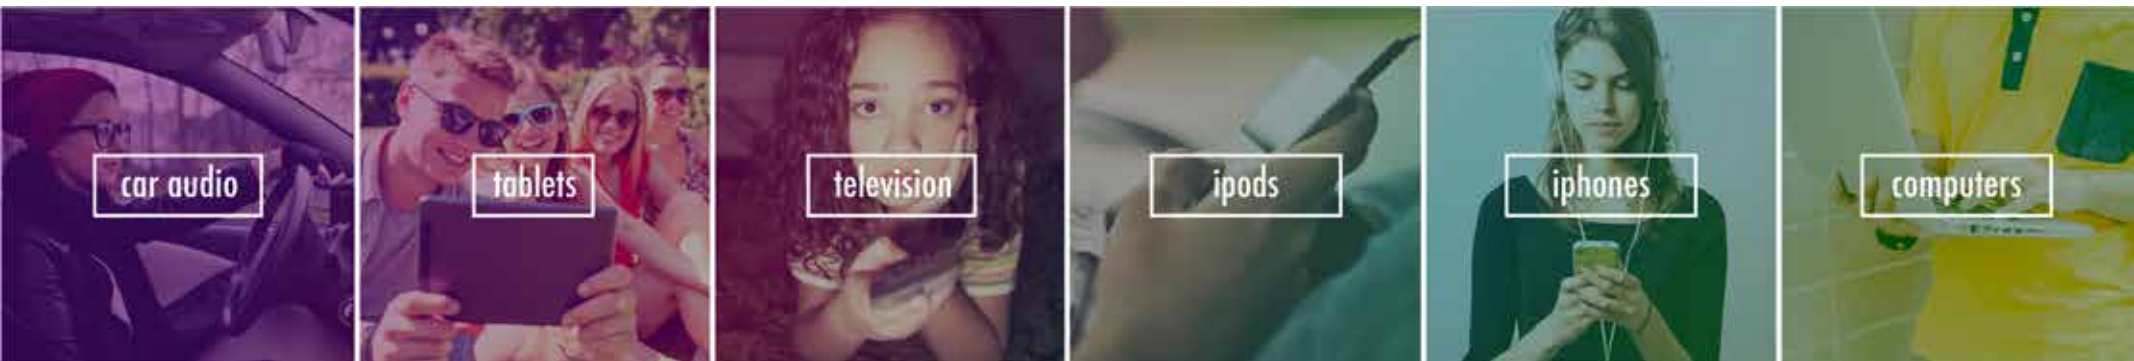 car audio
tablets
television
ipods
iphones
computers